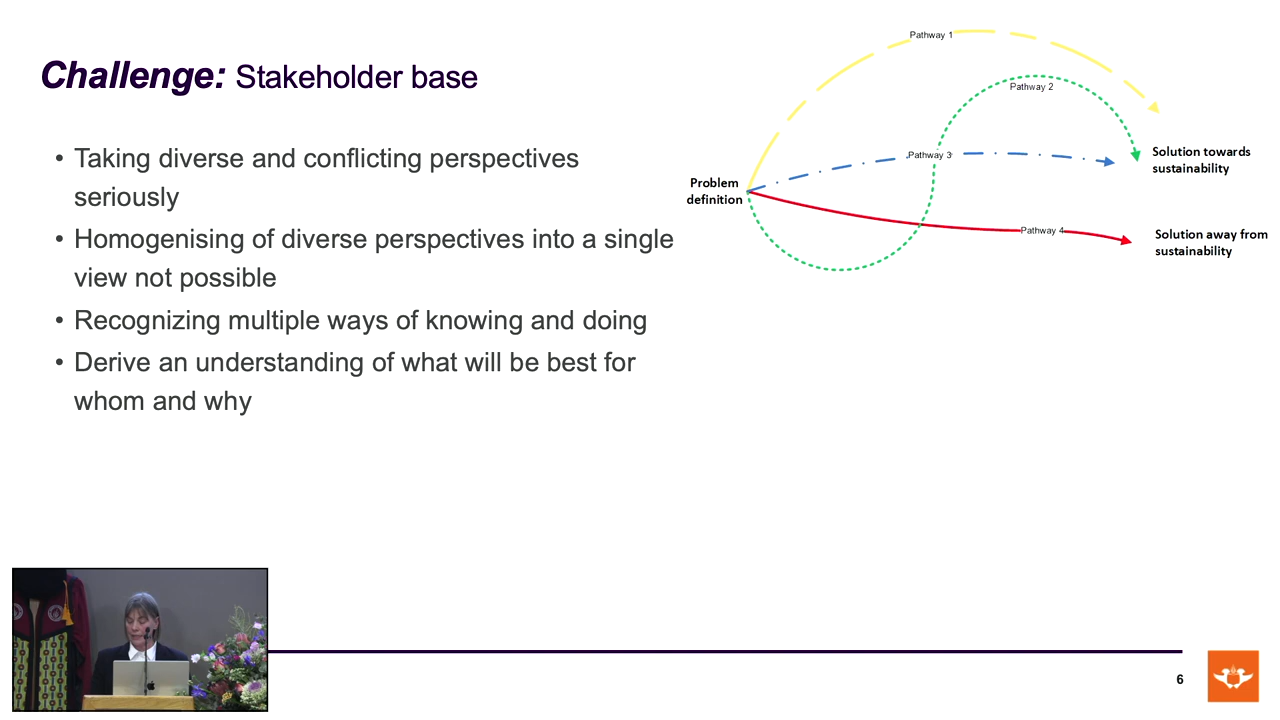 Challenge: Stakeholder base
• Taking diverse and conflicting perspectives
seriously
• Homogenising of diverse perspectives into a single
view not possible
• Recognizing multiple ways of knowing and doing
• Derive an understanding of what will be best for
whom and why
Pathway 1
Pathway 2
Pathway 3
Pathway 4
Problem
definition
Solution towards
sustainability
Solution away from
sustainability
6